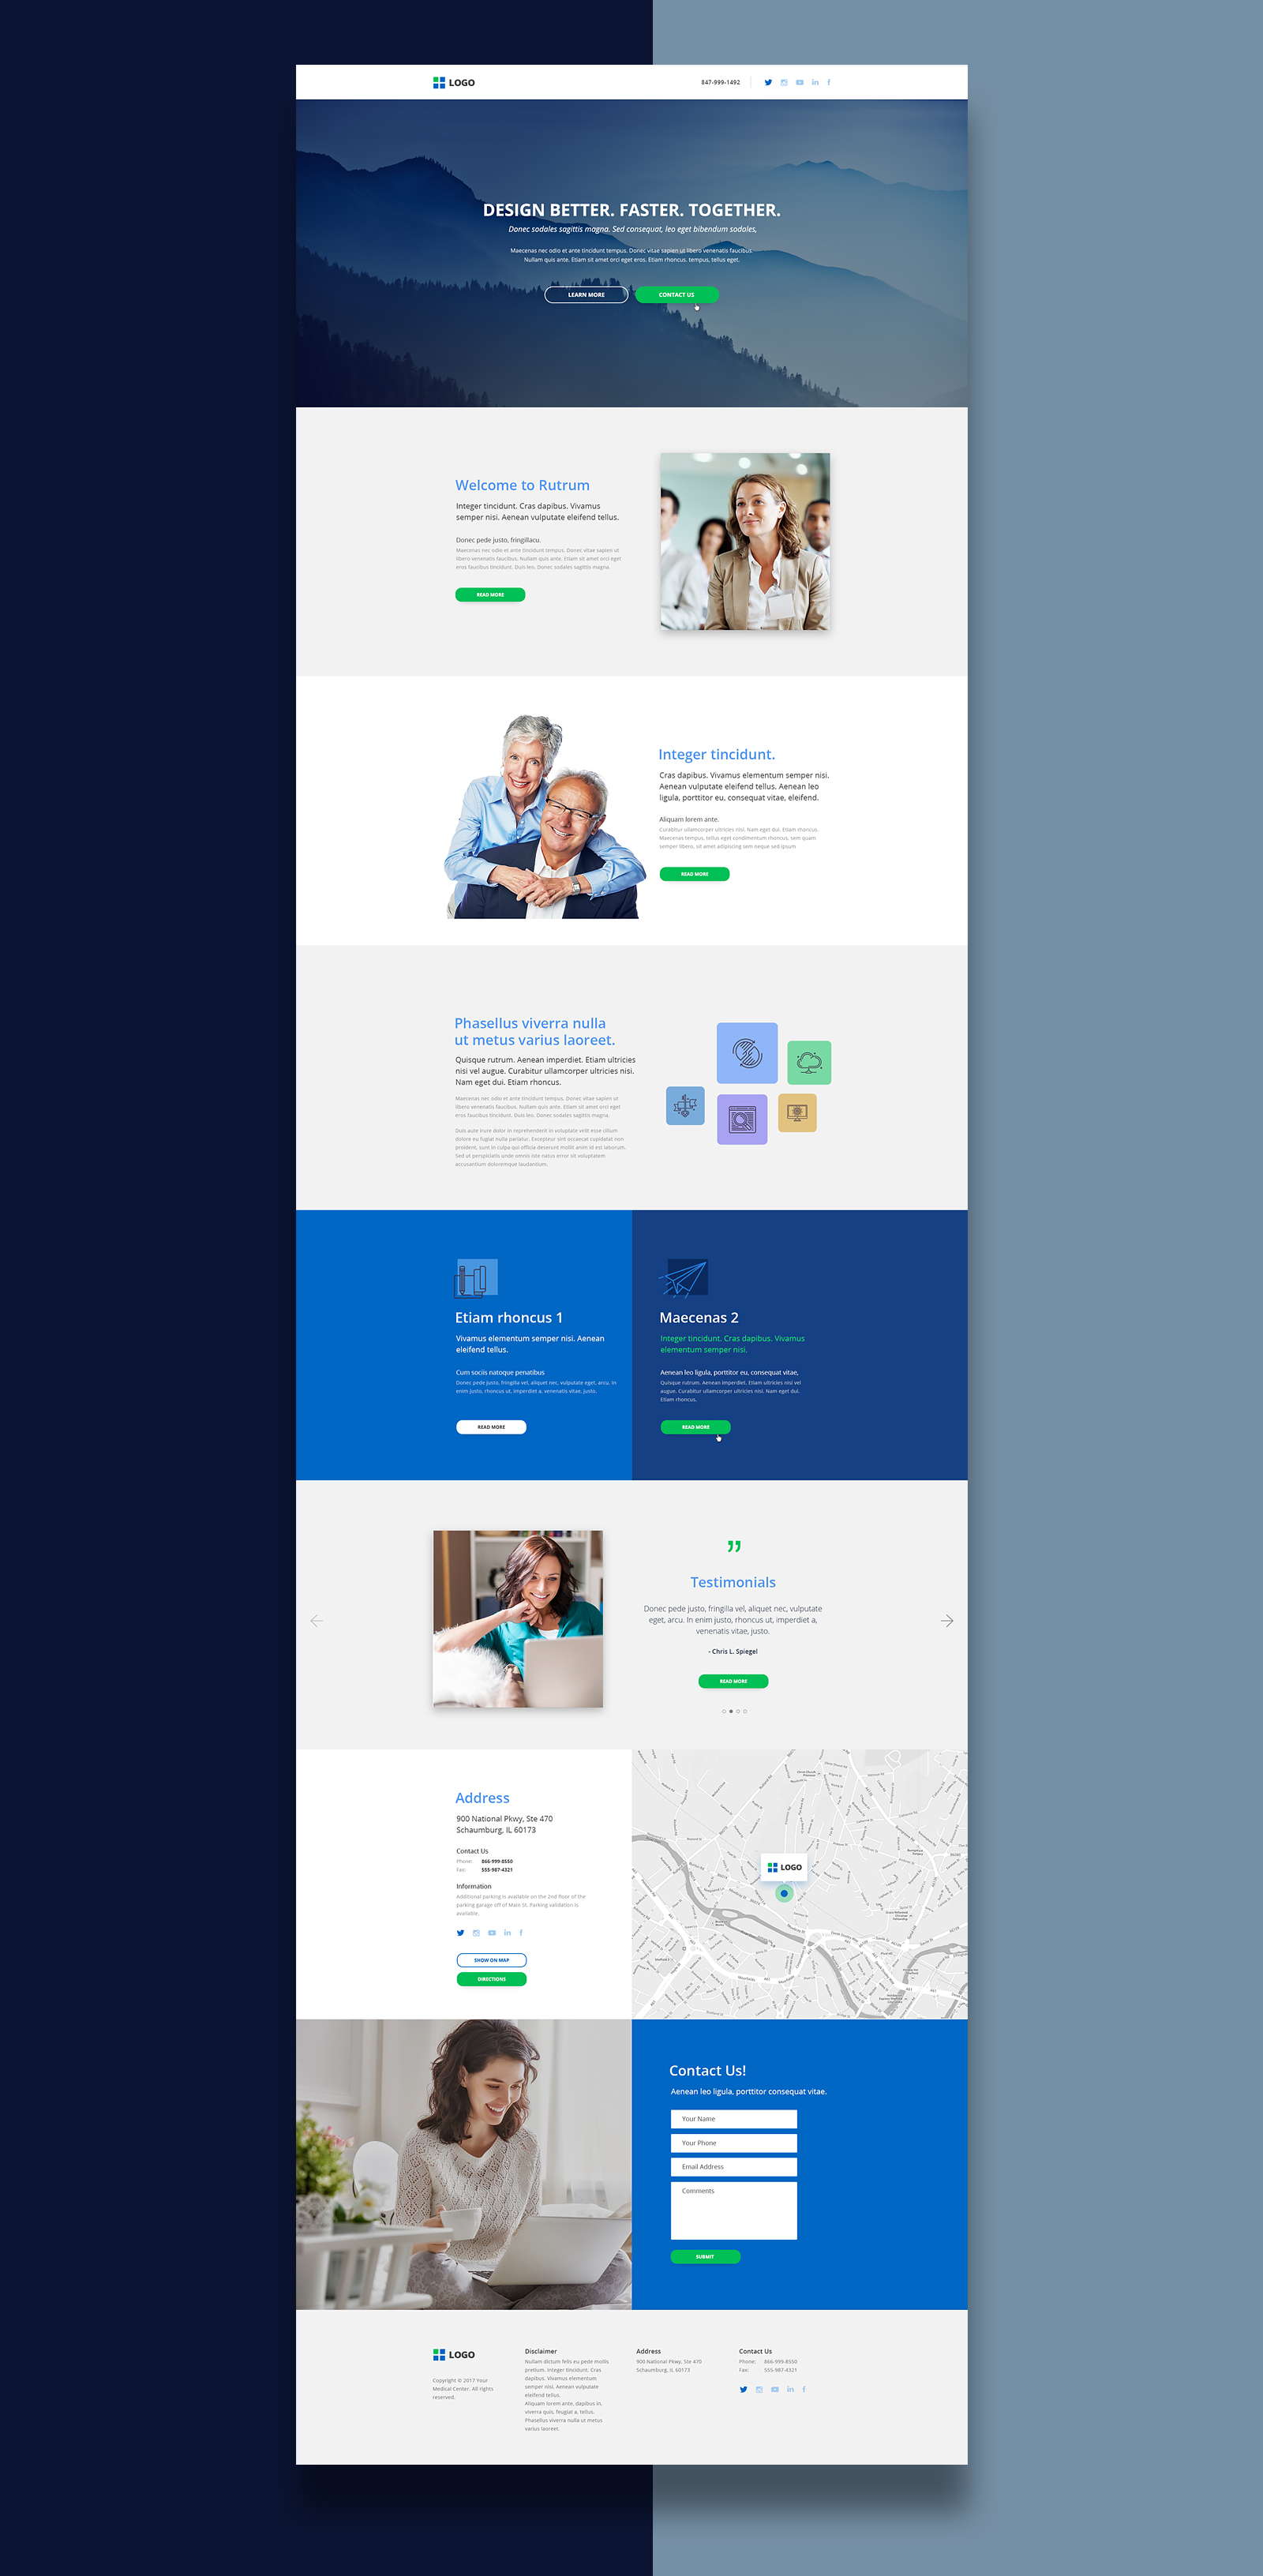 LOGO
847-999-1492
DESIGN BETTER. FASTER. TOGETHER.
Donec sodales sagittis magna. Sed consequat, leo eget bibendum sodales,
Maecenas nec odio et ante tincidunt tempus. Donec vitae sapien ut libero venenatis faucibus.
Nullam quis ante. Etiam sit amet orci eget eros. Etiam rhoncus. tempus, tellus eget.
LEARN MORE
CONTACT US
Welcome to Rutrum
Integer tincidunt. Cras dapibus. Vivamus
semper nisi. Aenean vulputate eleifend tellus.
Donec pede justo, fringillacu.
Maecenas nec odio et ante tincidunt tempus. Donec vitae sapien ut
libero venenatis faucibus. Nullam quis ante. Etiam sit amet orci eget
eros faucibus tincidunt. Duis leo. Donec sodales sagittis magna.
READ MORE
Integer tincidunt.
Cras dapibus. Vivamus elementum semper nisi.
Aenean vulputate eleifend tellus. Aenean leo
ligula, porttitor eu, consequat vitae, eleifend.
Aliquam lorem ante.
Curabitur ullamcorper ultricies nisi. Nam eget dui. Etiam rhoncus.
Maecenas tempus, tellus eget condimentum rhoncus, sem quam
semper libero, sit amet adipiscing sem neque sed ipsum
READ MORE
Phasellus viverra nulla
ut metus varius laoreet.
Quisque rutrum. Aenean imperdiet. Etiam ultricies
nisi vel augue. Curabitur ullamcorper ultricies nisi.
Nam eget dui. Etiam rhoncus.
Maecenas nec odio et ante tincidunt tempus. Donec vitae sapien ut
libero venenatis faucibus. Nullam quis ante. Etiam sit amet orci eget
eros faucibus tincidunt. Duis leo. Donec sodales sagittis magna.
Duis aute irure dolor in reprehenderit in voluptate velit esse cillum
dolore eu fugiat nulla pariatur. Excepteur sint occaecat cupidatat non
proident, sunt in culpa qui officia deserunt mollit anim id est laborum.
Sed ut perspiciatis unde omnis iste natus error sit voluptatem
accusantium doloremque laudantium.
Etiam rhoncus 1
Vivamus elementum semper nisi. Aenean
eleifend tellus.
Cum sociis natoque penatibus
Donec pede justo, fringilla vel, aliquet nec, vulputate eget, arcu. In
enim justo, rhoncus ut, imperdiet a, venenatis vitae, justo.
READ MORE
Maecenas 2
Integer tincidunt. Cras dapibus. Vivamus
elementum semper nisi.
Aenean leo ligula, porttitor eu, consequat vitae,
Quisque rutrum. Aenean imperdiet. Etiam ultricies nisi vel
augue. Curabitur ullamcorper ultricies nisi. Nam eget dui.
Etiam rhoncus.
READ MORE
”
Testimonials
Donec pede justo, fringilla vel, aliquet nec, vulputate
eget, arcu. In enim justo, rhoncus ut, imperdiet a,
venenatis vitae, justo.
- Chris L. Spiegel
READ MORE
Address
900 National Pkwy, Ste 470
Schaumburg, IL 60173
Contact Us
Phone: 866-999-8550
Fax: 555-987-4321
Information
Additional parking is available on the 2nd floor of the
parking garage off of Main St. Parking validation is
available.
SHOW ON MAP
DIRECTIONS
LOGO
Contact Us!
Aenean leo ligula, porttitor consequat vitae.
Your Name
Your Phone
Email Address
Comments
SUBMIT
LOGO
Copyright © 2017 Your
Medical Center. All rights
reserved.
Disclaimer
Nullam dictum felis eu pede mollis
pretium. Integer tincidunt. Cras
dapibus. Vivamus elementum
semper nisi. Aenean vulputate
eleifend tellus.
Aliquam lorem ante, dapibus in,
viverra quis, feugiat a, tellus.
Phasellus viverra nulla ut metus
varius laoreet.
Address
900 National Pkwy, Ste 470
Schaumburg, IL 60173
Contact Us
Phone: 866-999-8550
Fax: 555-987-4321